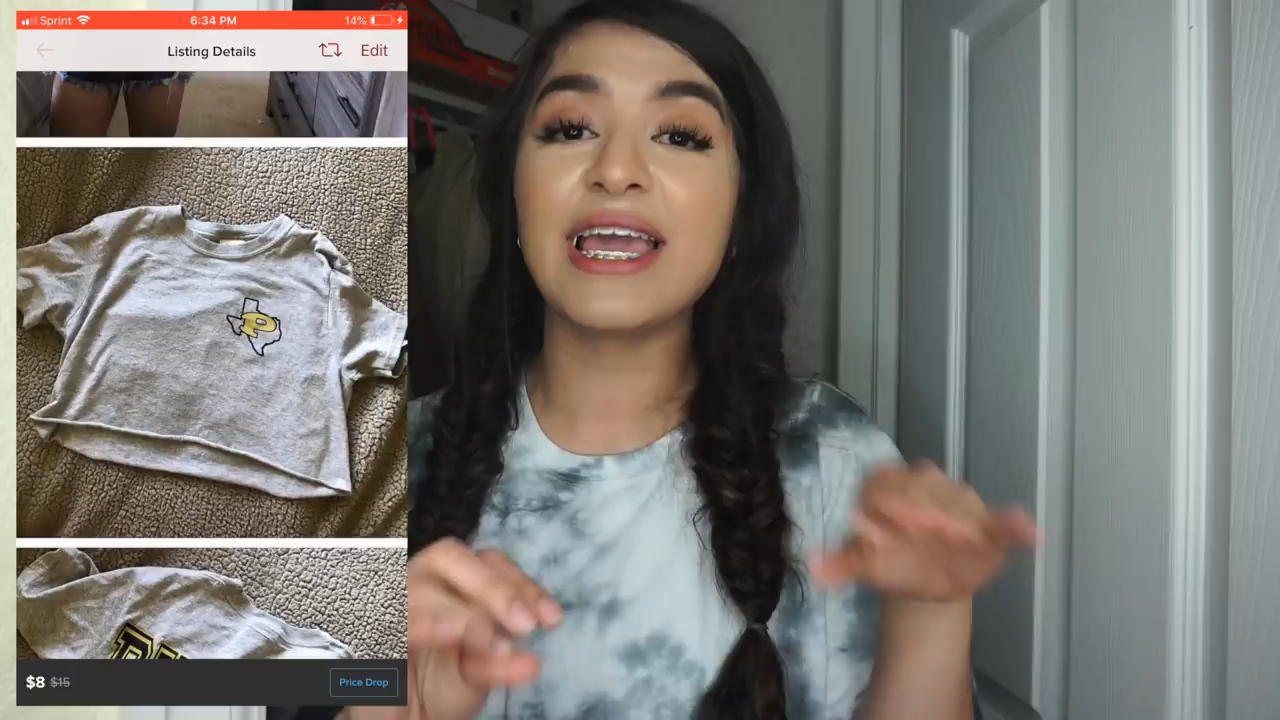 Sprint 6:34 PM 14%
Listing Details Edit
P
$8 $15 Price Drop